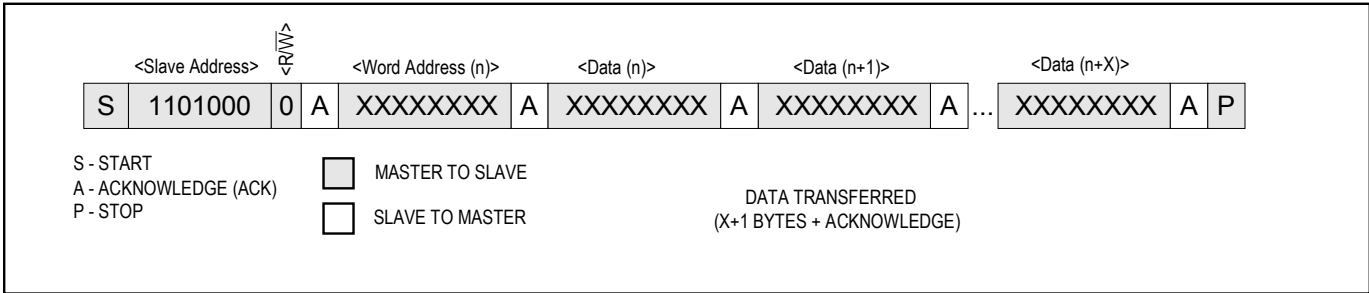 <R/W>
<Slave Address> <Word Address (n)> <Data (n)> <Data (n+1)> <Data (n+X)>
S 1101000 0 A XXXXXXXX A XXXXXXXX A XXXXXXXX A ... XXXXXXXX A P
S - START
A - ACKNOWLEDGE (ACK)
P - STOP
MASTER TO SLAVE
SLAVE TO MASTER
DATA TRANSFERRED
(X+1 BYTES + ACKNOWLEDGE)